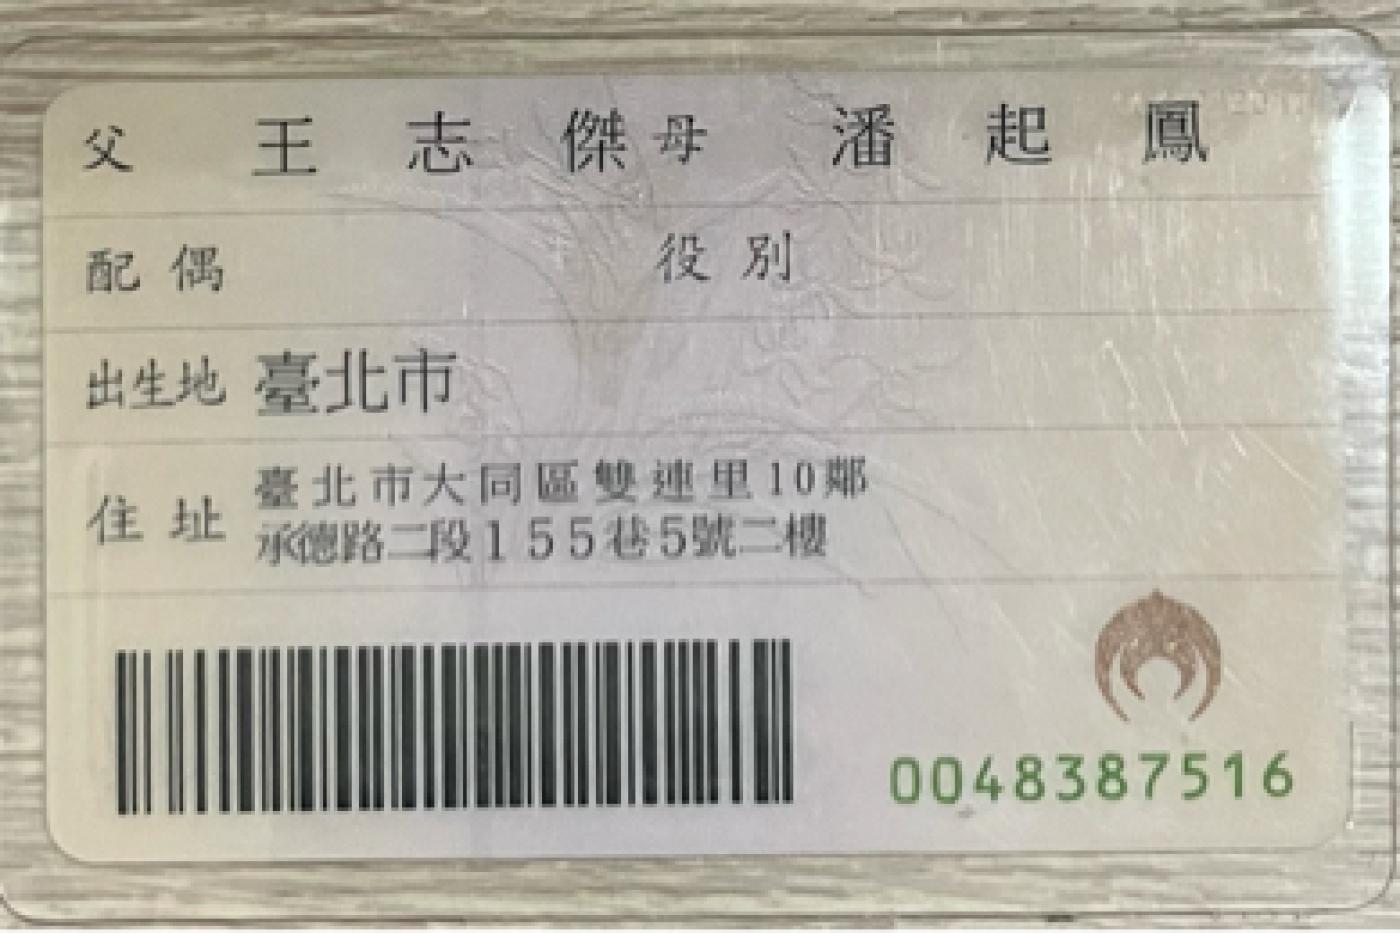 父 王志傑 母 潘起鳳
配偶 役別
出生地 臺北市
住址 臺北市大同區雙連里10鄰
承德路二段155巷5號二樓
0048387516